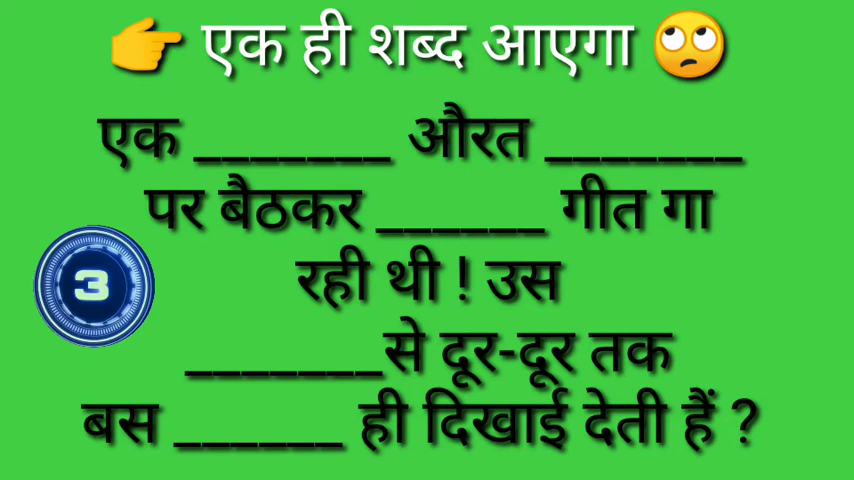 👉 एक ही शब्द आएगा 🙄
एक _______ औरत _______
पर बैठकर ______ गीत गा
रही थी ! उस
_______से दूर-दूर तक
बस ______ ही दिखाई देती हैं ?
3